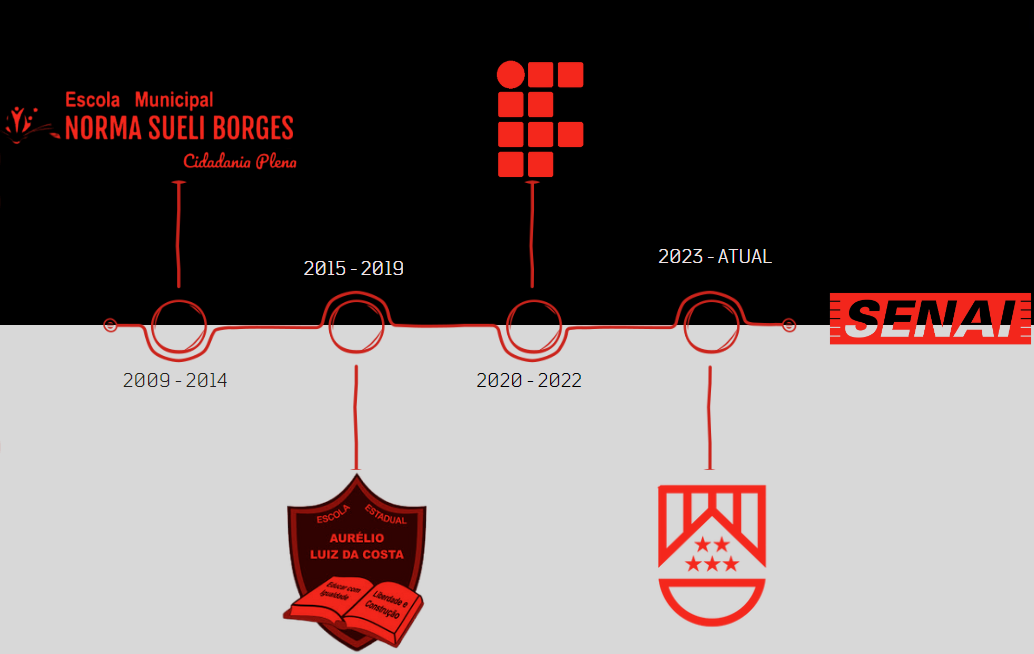 Escola Municipal
NORMA SUELI BORGES
Cidadania Plena
2015 - 2019
2023 - ATUAL
SENAI
2009 - 2014
2020 - 2022
ESCOLA ESTADUAL
AURÉLIO
LUIZ DA COSTA
Educar com
Igualdade
Liberdade e
Construção